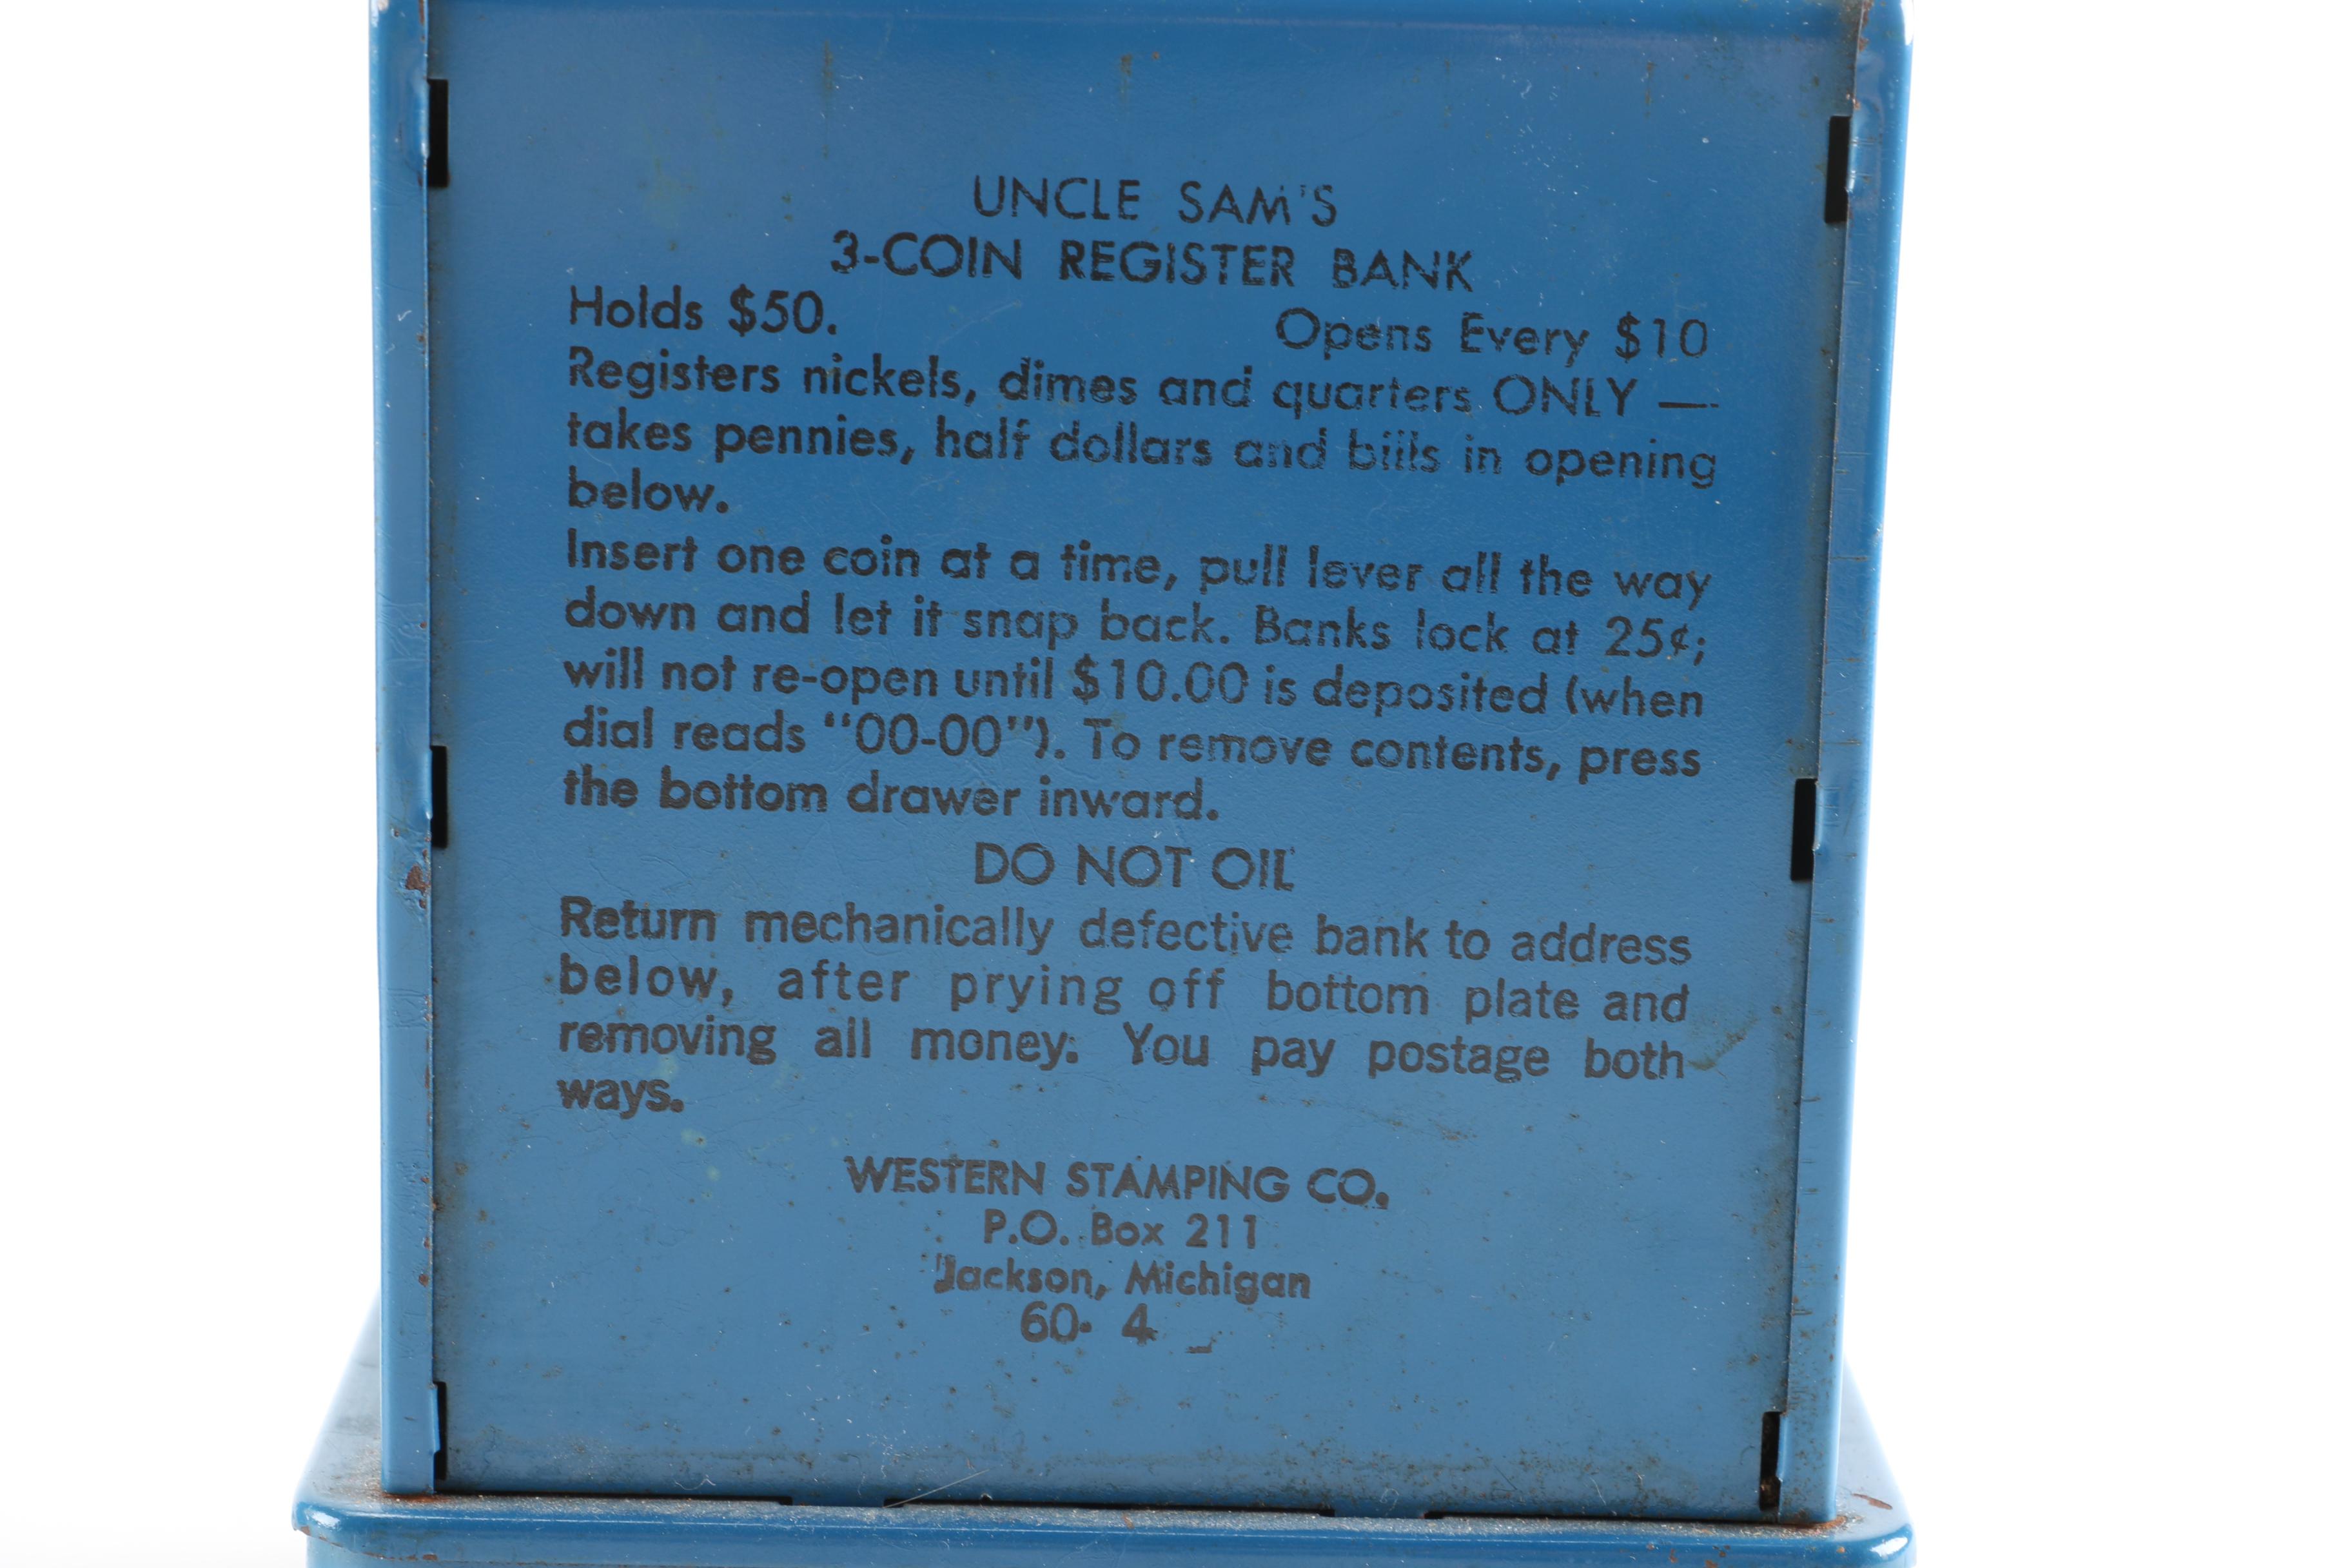 UNCLE SAM'S
3-COIN REGISTER BANK
Holds $50. Opens Every $10
Registers nickels, dimes and quarters ONLY —
takes pennies, half dollars and bills in opening
below.
Insert one coin at a time, pull lever all the way
down and let it snap back. Banks lock at 25¢;
will not re-open until $10.00 is deposited (when
dial reads "00-00"). To remove contents, press
the bottom drawer inward.
DO NOT OIL
Return mechanically defective bank to address
below, after prying off bottom plate and
removing all money. You pay postage both
ways.
WESTERN STAMPING CO.
P.O. Box 211
Jackson, Michigan
60- 4